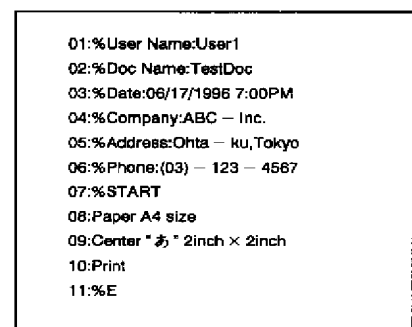 01:%User Name:User1
02:%Doc Name:TestDoc
03:%Date:06/17/1996 7:00PM
04:%Company:ABC － Inc.
05:%Address:Ohta － ku,Tokyo
06:%Phone:(03) － 123 － 4567
07:%START
08:Paper A4 size
09:Center "あ" 2inch × 2inch
10:Print
11:%E